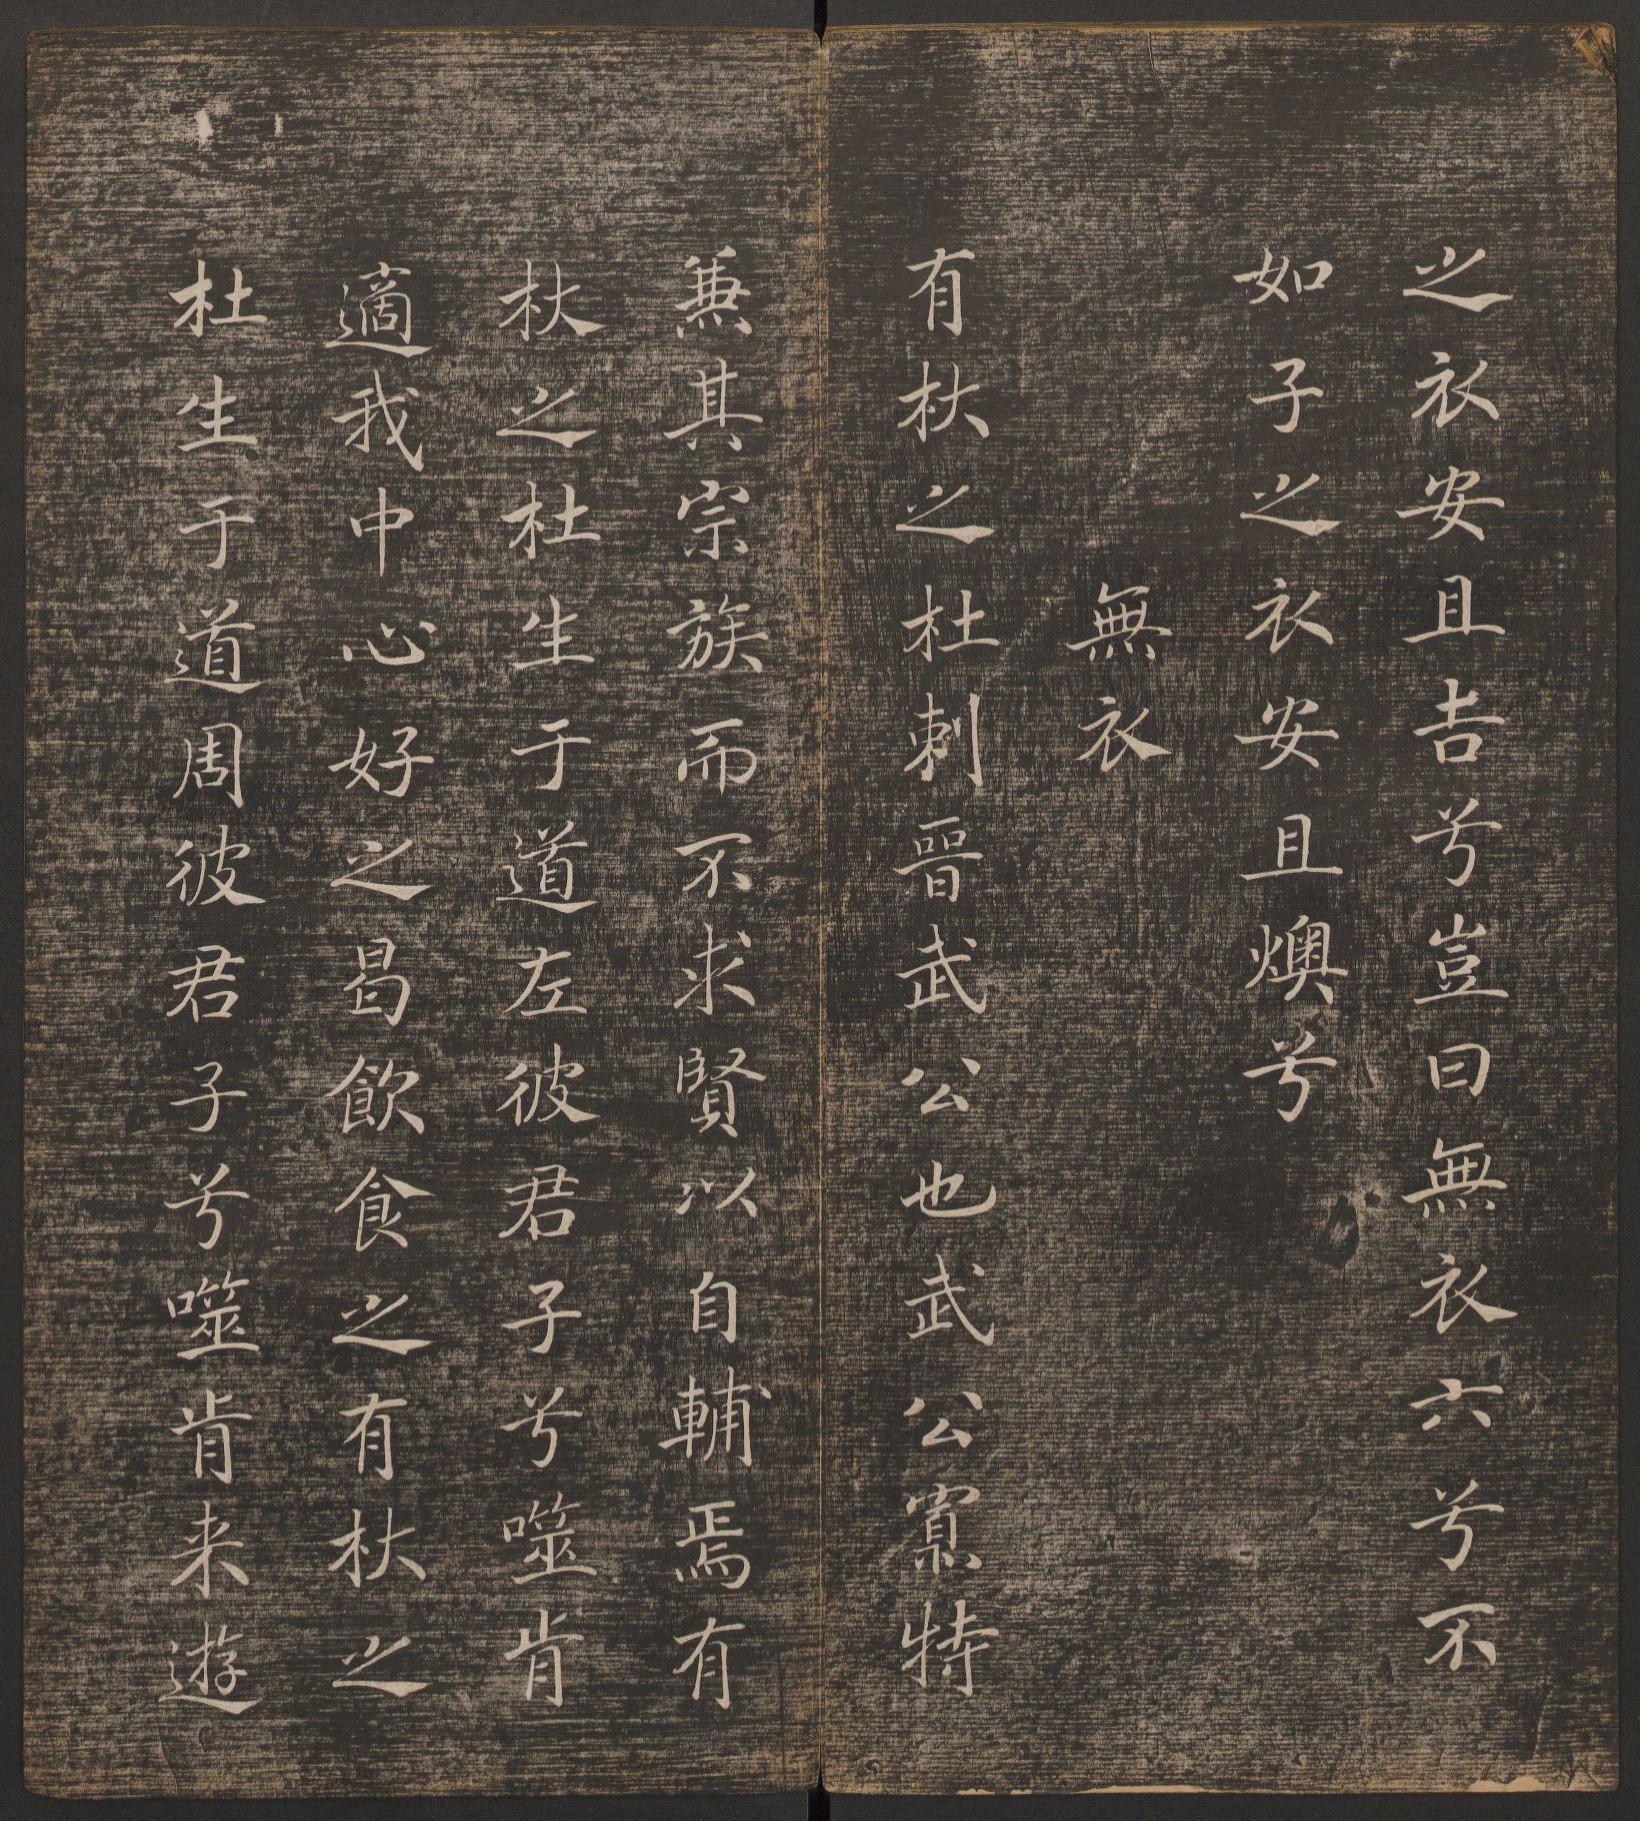 之衣安且吉兮豈曰無衣六兮不
如子之衣安且燠兮
無衣
有杕之杜刺晉武公也武公寡特
兼其宗族而不求賢以自輔焉有
杕之杜生于道左彼君子兮噬肯
適我中心好之曷飲食之有杕之
杜生于道周彼君子兮噬肯来遊